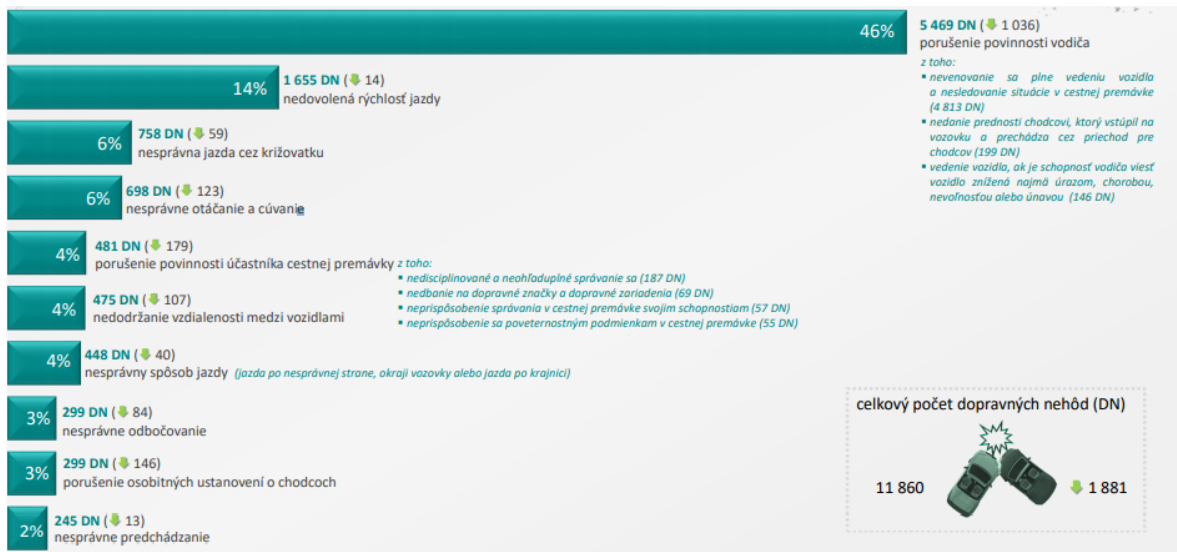 46%
5 469 DN (🡇 1 036)
porušenie povinnosti vodiča
z toho:
▪ nevenovanie sa plne vedeniu vozidla
a nesledovanie situácie v cestnej premávke
(4 813 DN)
▪ nedanie prednosti chodcovi, ktorý vstúpil na
vozovku a prechádza cez priechod pre
chodcov (199 DN)
▪ vedenie vozidla, ak je schopnosť vodiča viesť
vozidlo znížená najmä úrazom, chorobou,
nevoľnosťou alebo únavou (146 DN)
14%
1 655 DN (🡇 14)
nedovolená rýchlosť jazdy
6%
758 DN (🡇 59)
nesprávna jazda cez križovatku
6%
698 DN (🡇 123)
nesprávne otáčanie a cúvanie
4%
481 DN (🡇 179)
porušenie povinnosti účastníka cestnej premávky
z toho:
▪ nedisciplinované a neohľaduplné správanie sa (187 DN)
▪ nedbanie na dopravné značky a dopravné zariadenia (69 DN)
▪ neprispôsobenie správania v cestnej premávke svojim schopnostiam (57 DN)
▪ neprispôsobenie sa poveternostným podmienkam v cestnej premávke (55 DN)
4%
475 DN (🡇 107)
nedodržanie vzdialenosti medzi vozidlami
4%
448 DN (🡇 40)
nesprávny spôsob jazdy (jazda po nesprávnej strane, okraji vozovky alebo jazda po krajnici)
3%
299 DN (🡇 84)
nesprávne odbočovanie
3%
299 DN (🡇 146)
porušenie osobitných ustanovení o chodcoch
2%
245 DN (🡇 13)
nesprávne predchádzanie
celkový počet dopravných nehôd (DN)
11 860 🡇 1 881